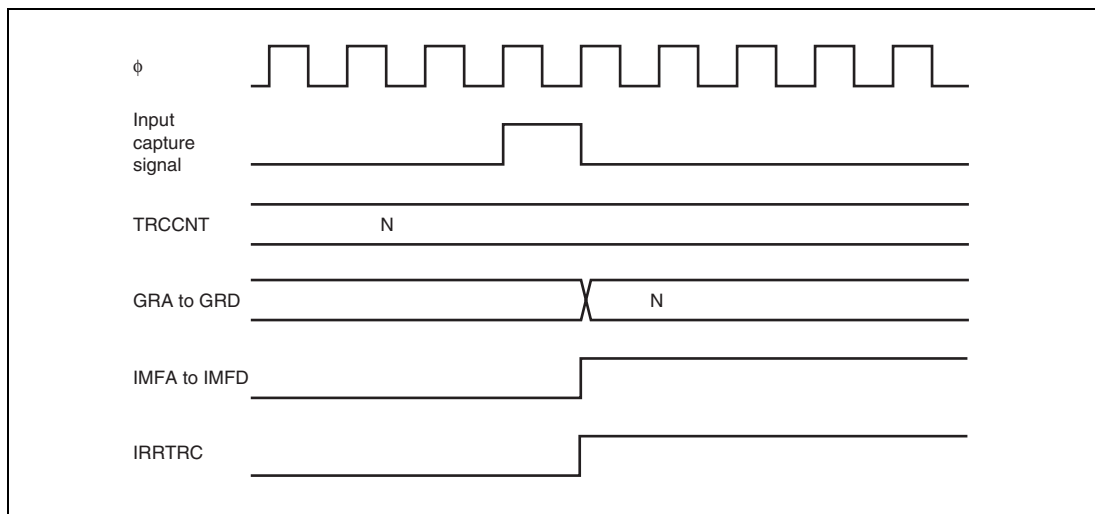 ϕ
Input
capture
signal
TRCCNT
N
GRA to GRD
N
IMFA to IMFD
IRRTRC